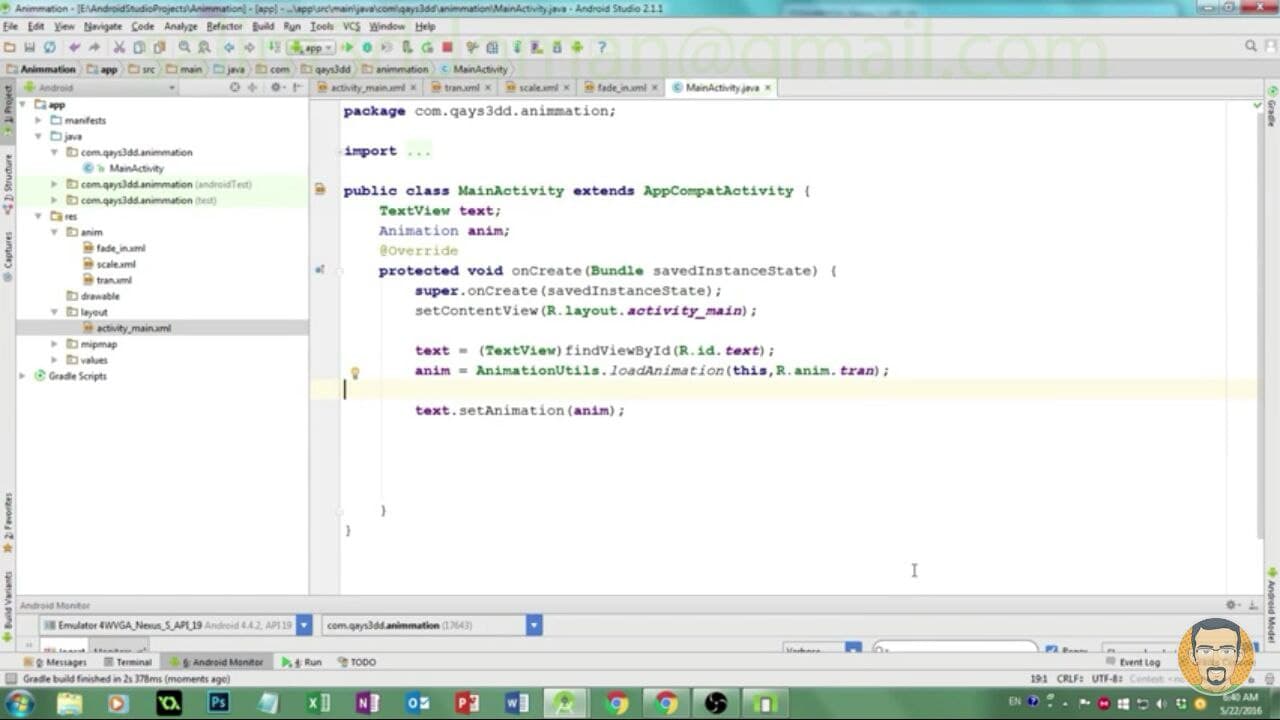 Animmation - [E:\AndroidStudioProjects\Animmation] - [app] - ...\app\src\main\java\com\qays3dd\animmation\MainActivity.java - Android Studio 2.1.1
File Edit View Navigate Code Analyze Refactor Build Run Tools VCS Window Help
app
Animmation app src main java com qays3dd animmation MainActivity
Android
activity_main.xml tran.xml scale.xml fade_in.xml MainActivity.java
1: Project
Z: Structure
Captures
2: Favorites
Build Variants
app
manifests
java
com.qays3dd.animmation
MainActivity
com.qays3dd.animmation (androidTest)
com.qays3dd.animmation (test)
res
anim
fade_in.xml
scale.xml
tran.xml
drawable
layout
activity_main.xml
mipmap
values
Gradle Scripts
package com.qays3dd.animmation;
import ...
public class MainActivity extends AppCompatActivity {
TextView text;
Animation anim;
@Override
protected void onCreate(Bundle savedInstanceState) {
super.onCreate(savedInstanceState);
setContentView(R.layout.activity_main);
text = (TextView)findViewById(R.id.text);
anim = AnimationUtils.loadAnimation(this,R.anim.tran);
text.setAnimation(anim);
}
}
Gradle
Android Model
Android Monitor
Emulator 4WVGA_Nexus_S_API_19 Android 4.4.2, API 19
com.qays3dd.animmation (17643)
Verbose
0: Messages Terminal 6: Android Monitor 4: Run TODO
Event Log
Gradle build finished in 2s 378ms (moments ago)
19:1 CRLF: UTF-8: Context:
EN
6:40 AM
5/22/2016